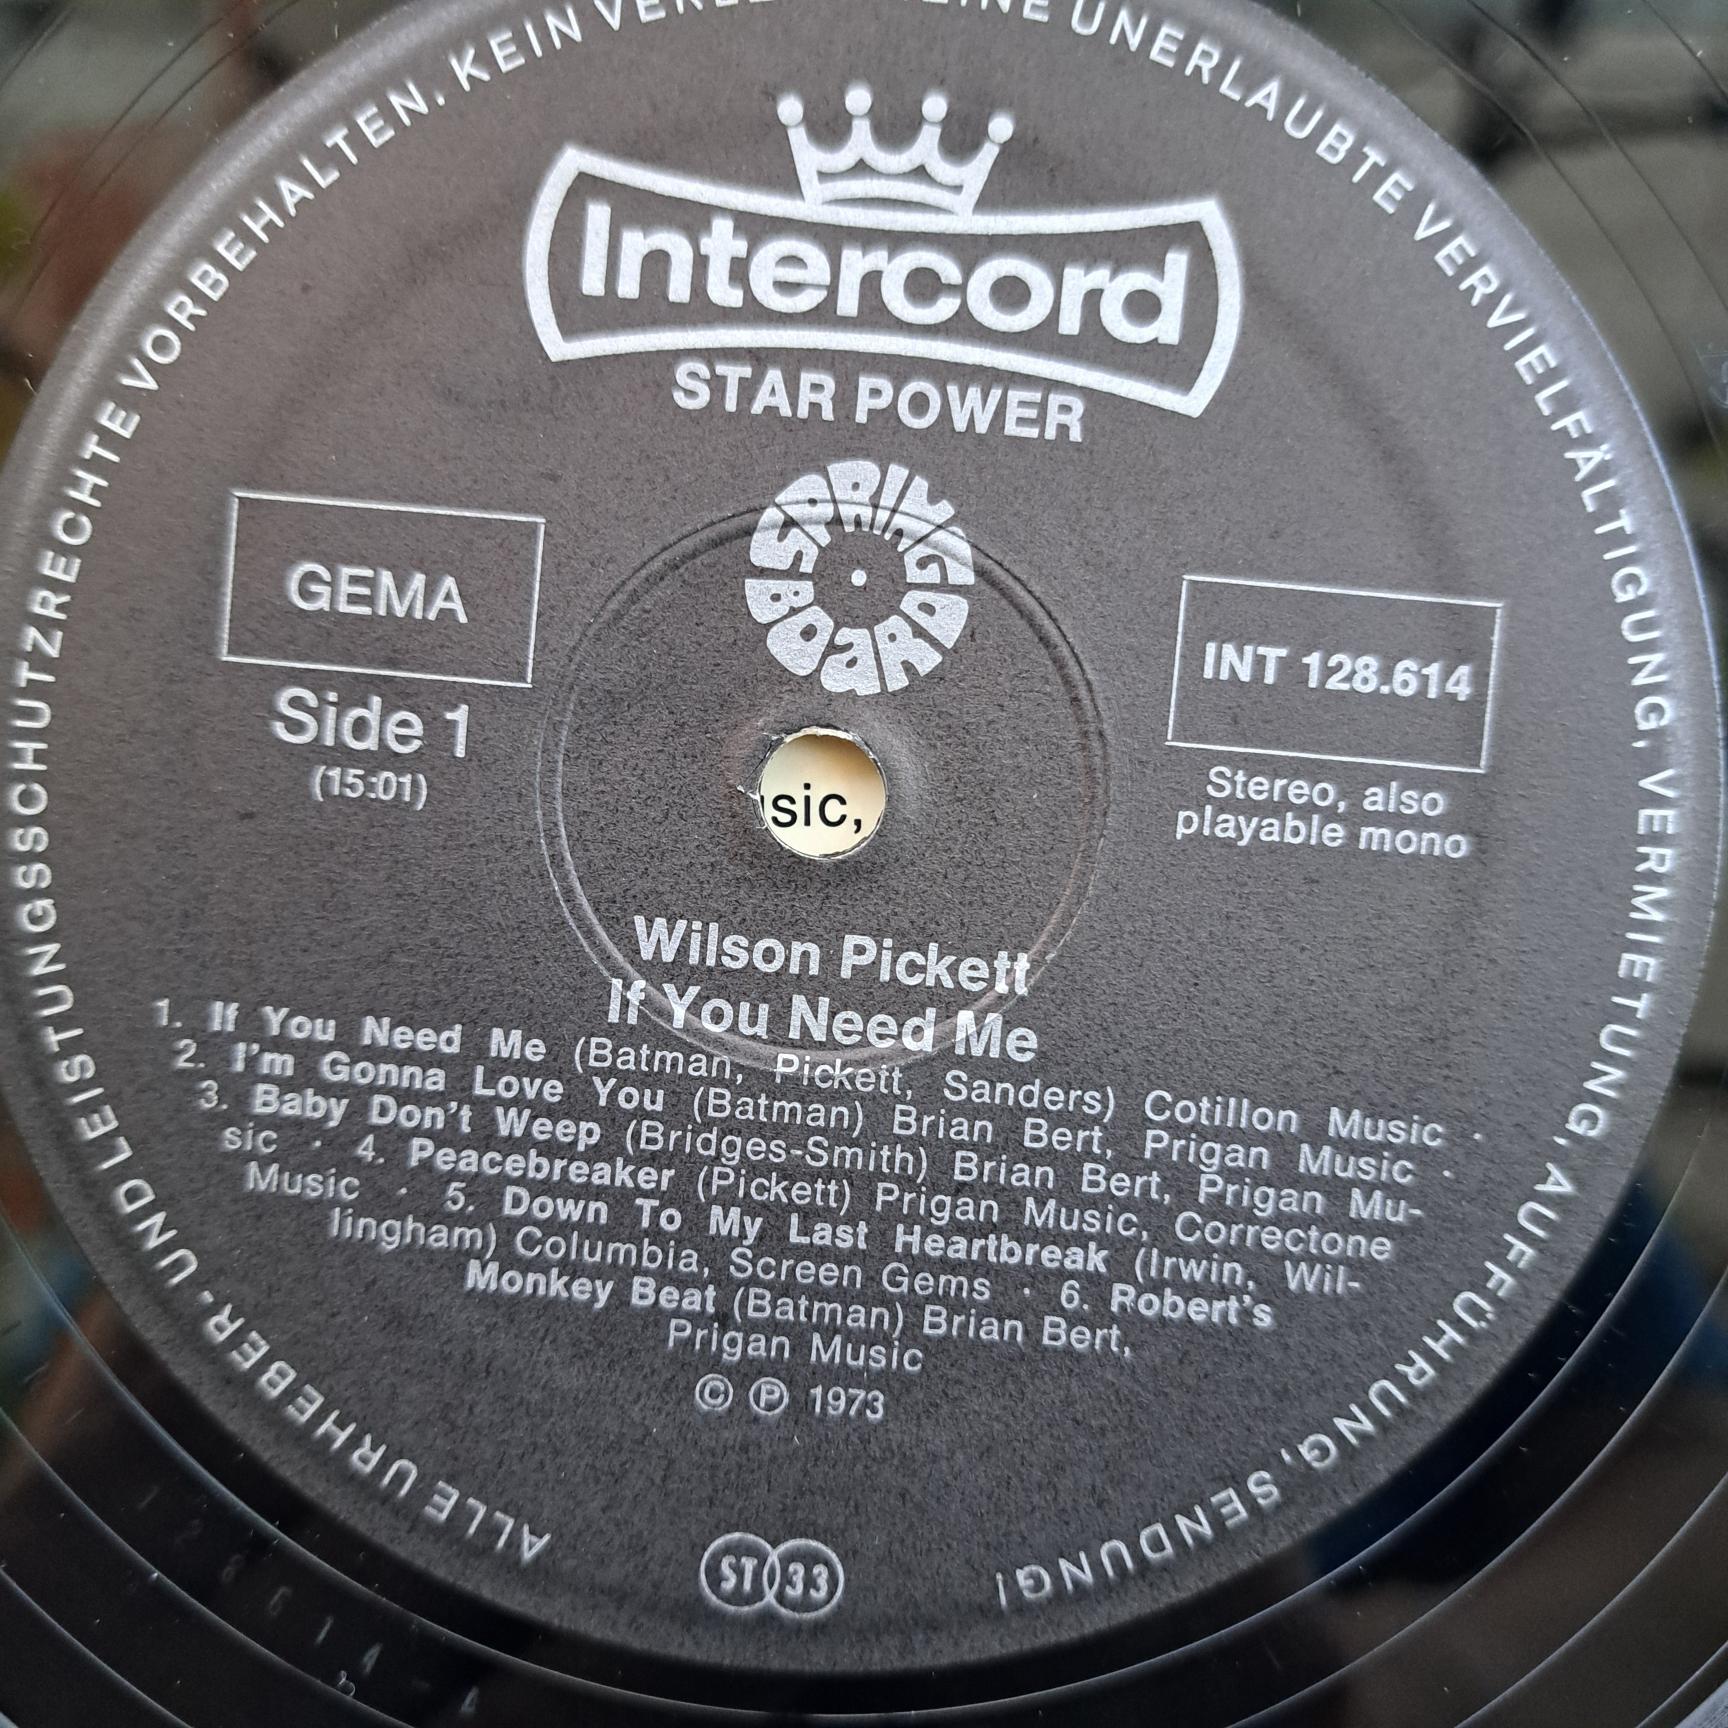 ALLE URHEBER- UND LEISTUNGSSCHUTZRECHTE VORBEHALTEN. KEIN UNERLAUBTE VERVIELFÄLTIGUNG, VERMIETUNG, AUFFÜHRUNG, SENDUNG!
Intercord
STAR POWER
SPRING BOARD
GEMA
INT 128.614
Side 1
(15:01)
Stereo, also
playable mono
sic,
Wilson Pickett
If You Need Me
1. If You Need Me (Batman, Pickett, Sanders) Cotillon Music ·
2. I'm Gonna Love You (Batman) Brian Bert, Prigan Music ·
3. Baby Don't Weep (Bridges-Smith) Brian Bert, Prigan Mu-
sic · 4. Peacebreaker (Pickett) Prigan Music, Correctone
Music · 5. Down To My Last Heartbreak (Irwin, Wil-
lingham) Columbia, Screen Gems · 6. Robert's
Monkey Beat (Batman) Brian Bert,
Prigan Music
© ℗ 1973
ST 33
128614-A